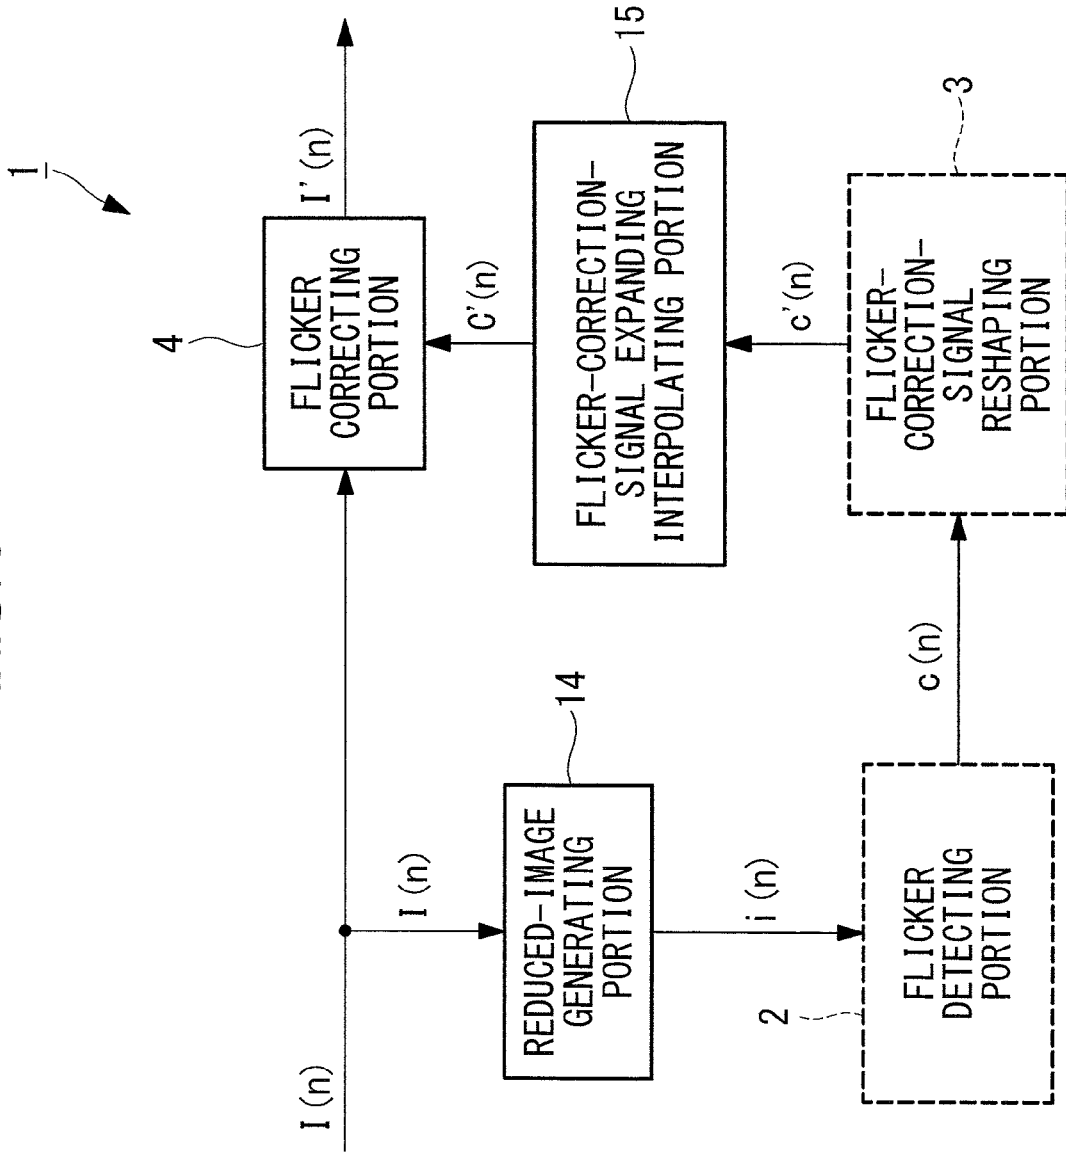 1
I(n)
I(n)
REDUCED-IMAGE
GENERATING
PORTION
14
i(n)
2
FLICKER
DETECTING
PORTION
c(n)
3
FLICKER-
CORRECTION-
SIGNAL
RESHAPING
PORTION
c'(n)
15
FLICKER-CORRECTION-
SIGNAL EXPANDING
INTERPOLATING PORTION
C'(n)
4
FLICKER
CORRECTING
PORTION
I'(n)